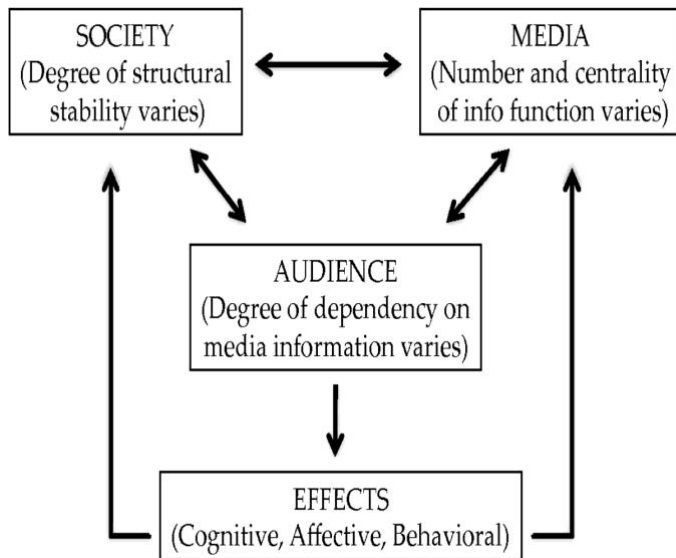 SOCIETY
(Degree of structural
stability varies)
MEDIA
(Number and centrality
of info function varies)
AUDIENCE
(Degree of dependency on
media information varies)
EFFECTS
(Cognitive, Affective, Behavioral)